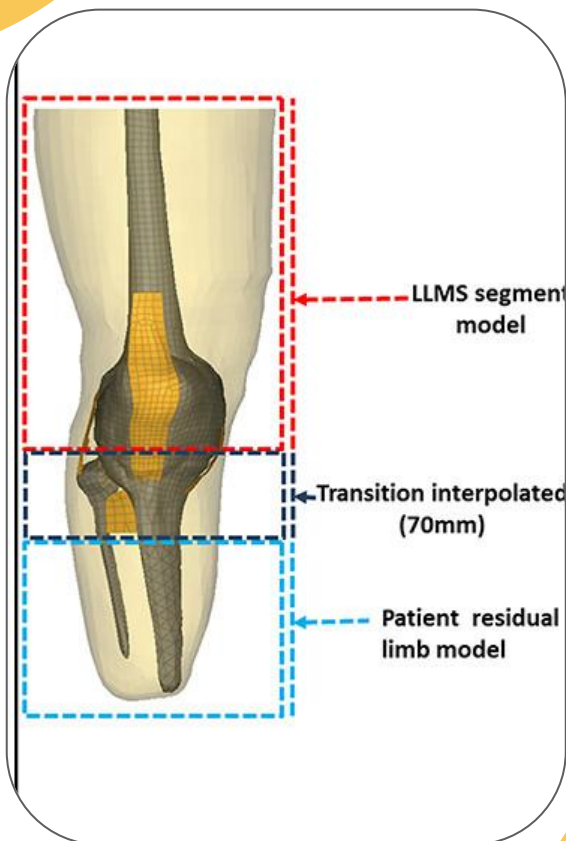 LLMS segment
model
Transition interpolated
(70mm)
Patient residual
limb model